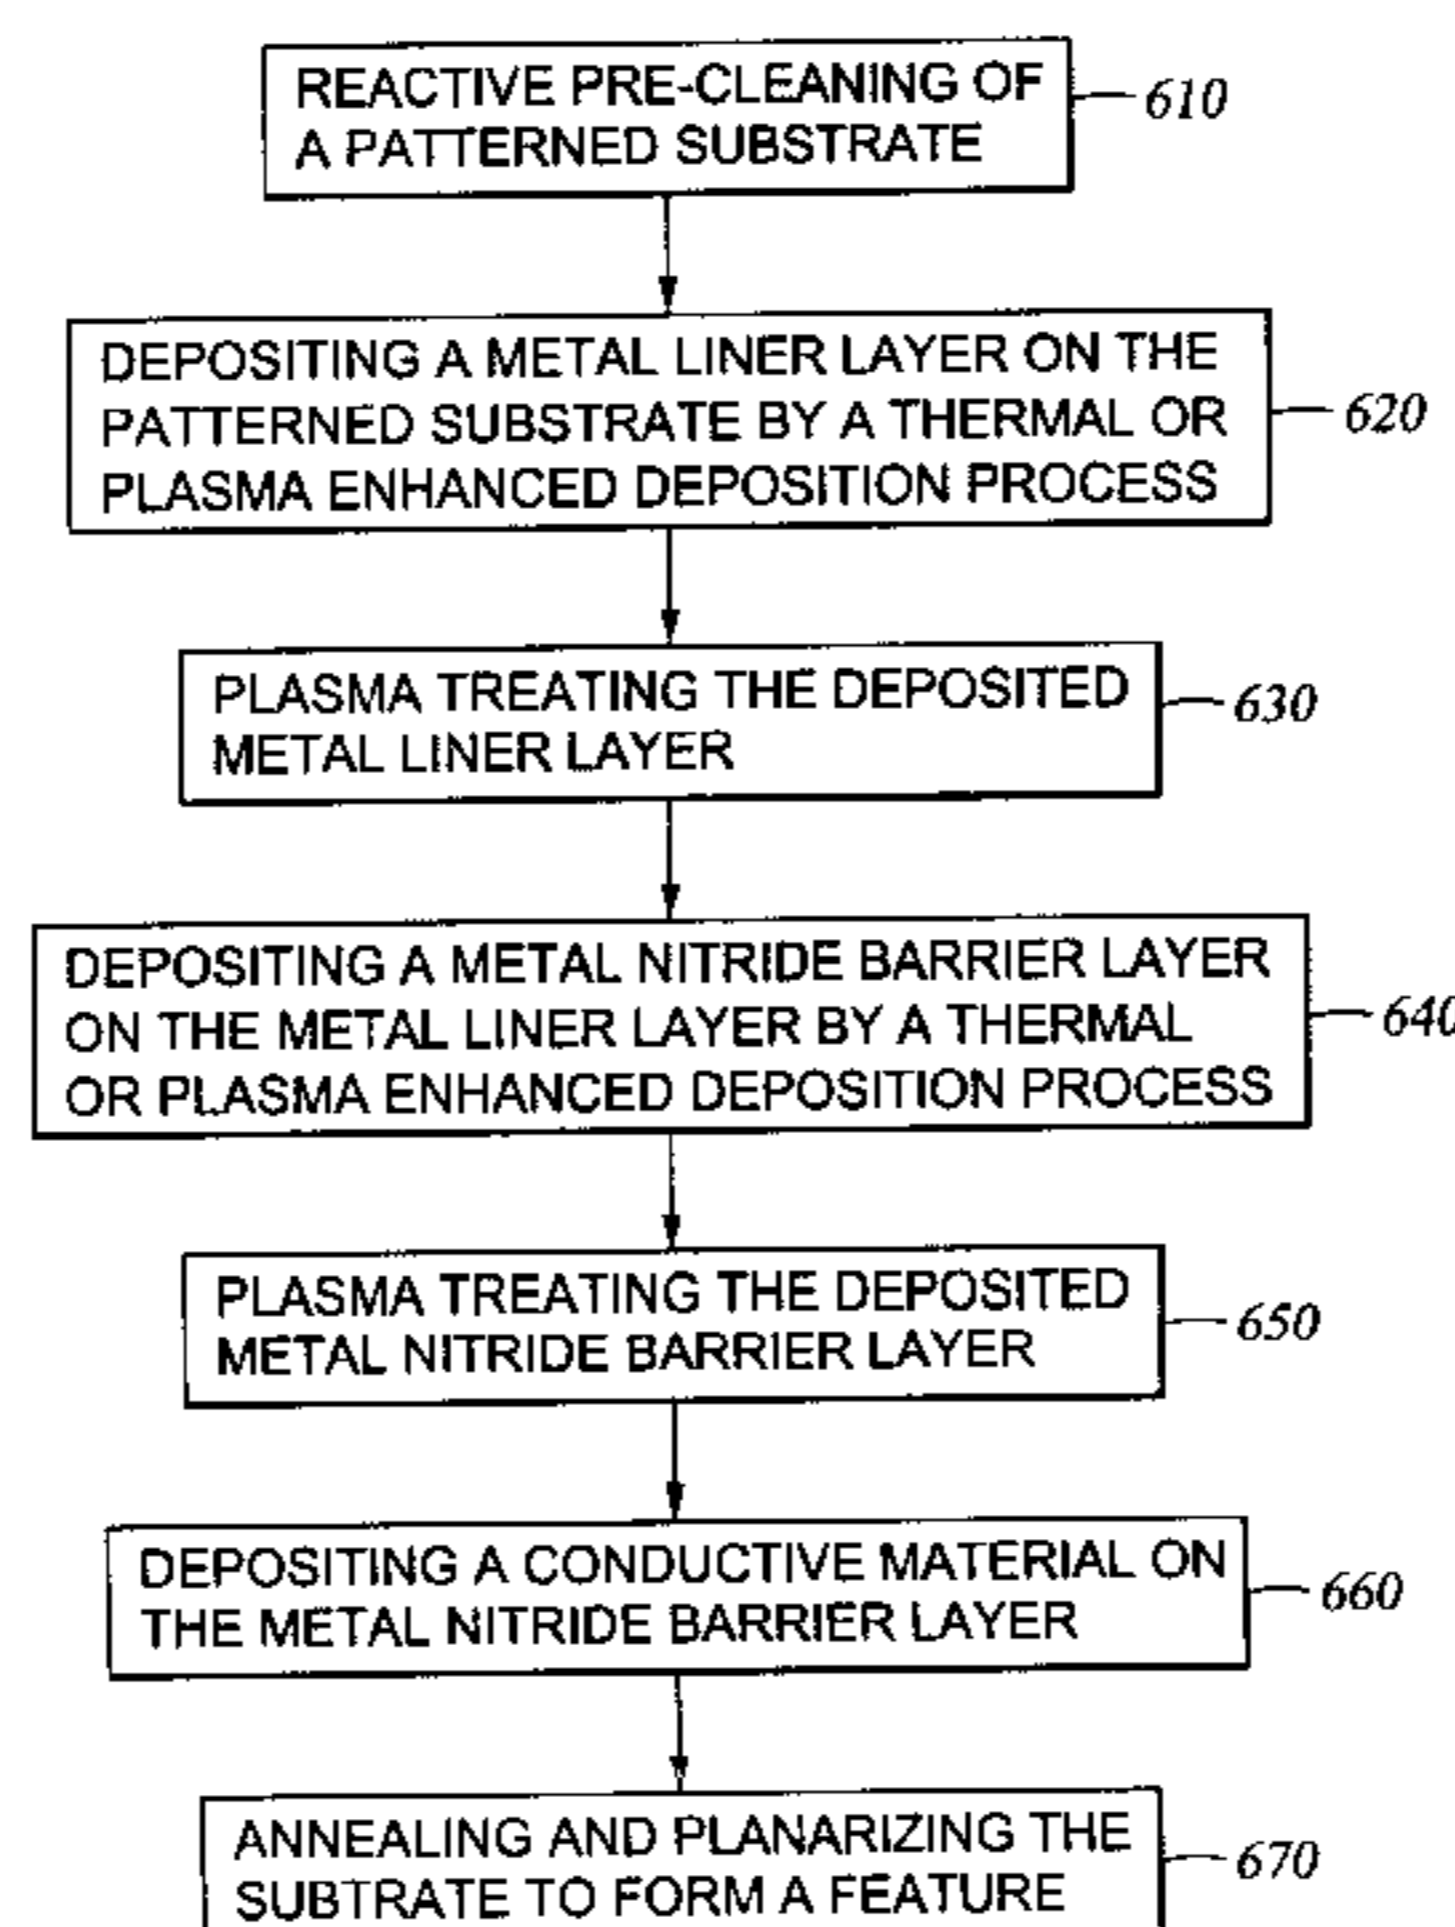 REACTIVE PRE-CLEANING OF
A PATTERNED SUBSTRATE
610
DEPOSITING A METAL LINER LAYER ON THE
PATTERNED SUBSTRATE BY A THERMAL OR
PLASMA ENHANCED DEPOSITION PROCESS
620
PLASMA TREATING THE DEPOSITED
METAL LINER LAYER
630
DEPOSITING A METAL NITRIDE BARRIER LAYER
ON THE METAL LINER LAYER BY A THERMAL
OR PLASMA ENHANCED DEPOSITION PROCESS
640
PLASMA TREATING THE DEPOSITED
METAL NITRIDE BARRIER LAYER
650
DEPOSITING A CONDUCTIVE MATERIAL ON
THE METAL NITRIDE BARRIER LAYER
660
ANNEALING AND PLANARIZING THE
SUBTRATE TO FORM A FEATURE
670